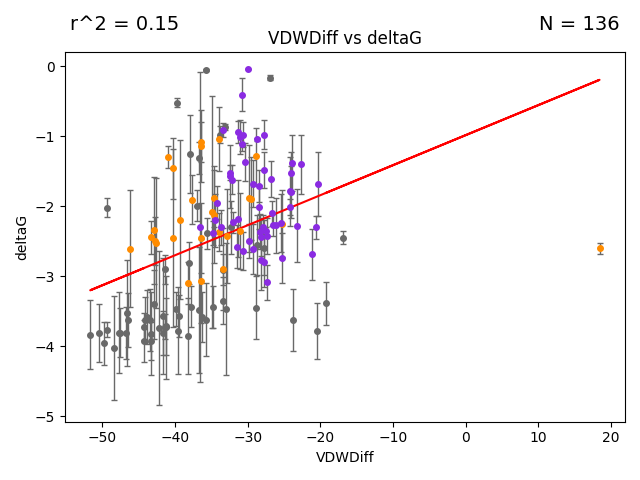 r^2 = 0.15
N = 136
VDWDiff vs deltaG
0
−1
−2
−3
−4
−5
deltaG
−50 −40 −30 −20 −10 0 10 20
VDWDiff